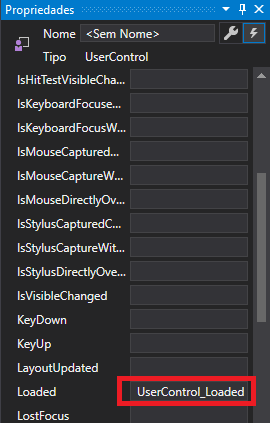 Propriedades
Nome <Sem Nome>
Tipo UserControl
IsHitTestVisibleCha...
IsKeyboardFocuse...
IsKeyboardFocusW...
IsMouseCaptured...
IsMouseCaptureW...
IsMouseDirectlyOv...
IsStylusCapturedC...
IsStylusCaptureWit...
IsStylusDirectlyOve...
IsVisibleChanged
KeyDown
KeyUp
LayoutUpdated
Loaded UserControl_Loaded
LostFocus